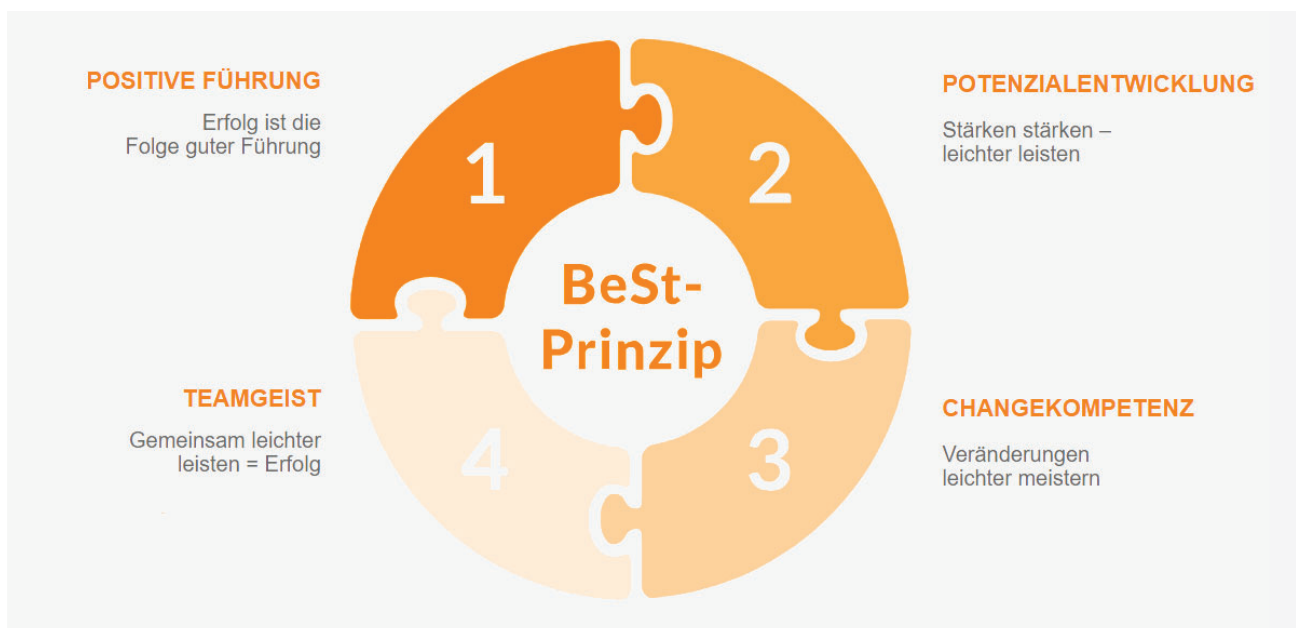 POSITIVE FÜHRUNG
Erfolg ist die
Folge guter Führung
1
2
POTENZIALENTWICKLUNG
Stärken stärken –
leichter leisten
BeSt-
Prinzip
TEAMGEIST
Gemeinsam leichter
leisten = Erfolg
4
3
CHANGEKOMPETENZ
Veränderungen
leichter meistern